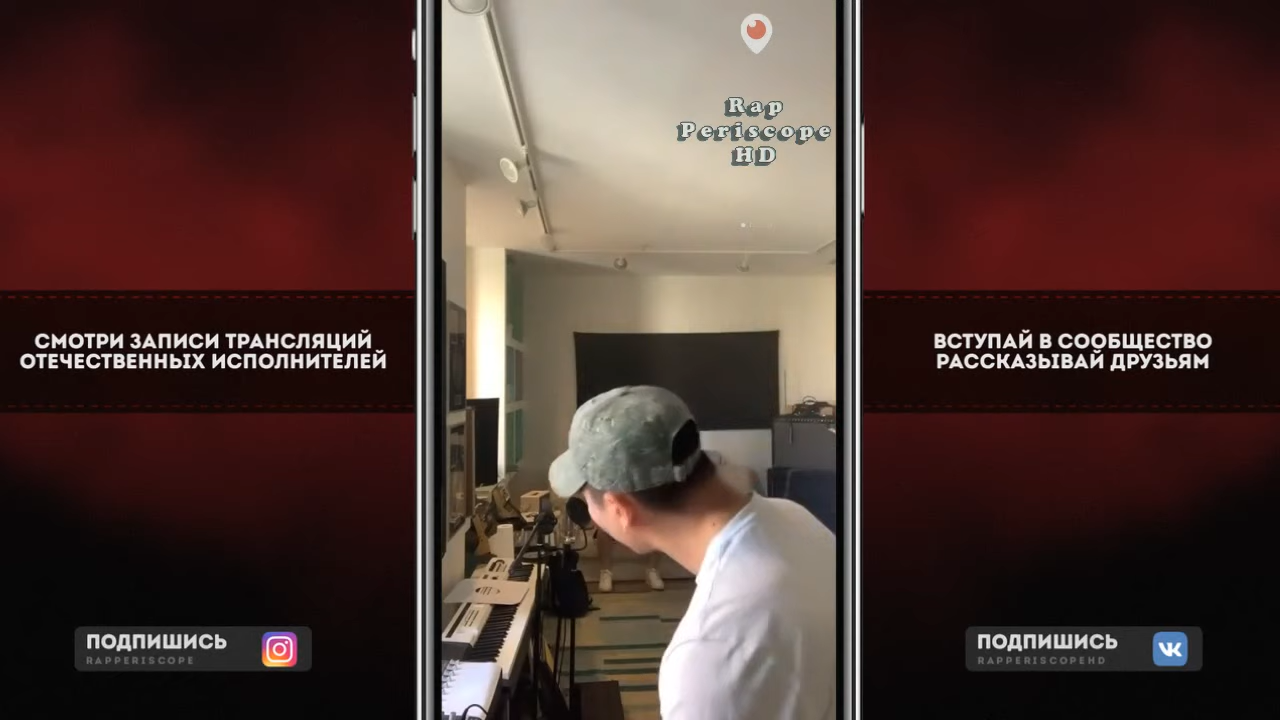 Rap
Periscope
HD
СМОТРИ ЗАПИСИ ТРАНСЛЯЦИЙ
ОТЕЧЕСТВЕННЫХ ИСПОЛНИТЕЛЕЙ
ВСТУПАЙ В СООБЩЕСТВО
РАССКАЗЫВАЙ ДРУЗЬЯМ
ПОДПИШИСЬ
RAPPERISCOPE
ПОДПИШИСЬ
RAPPERISCOPEHD